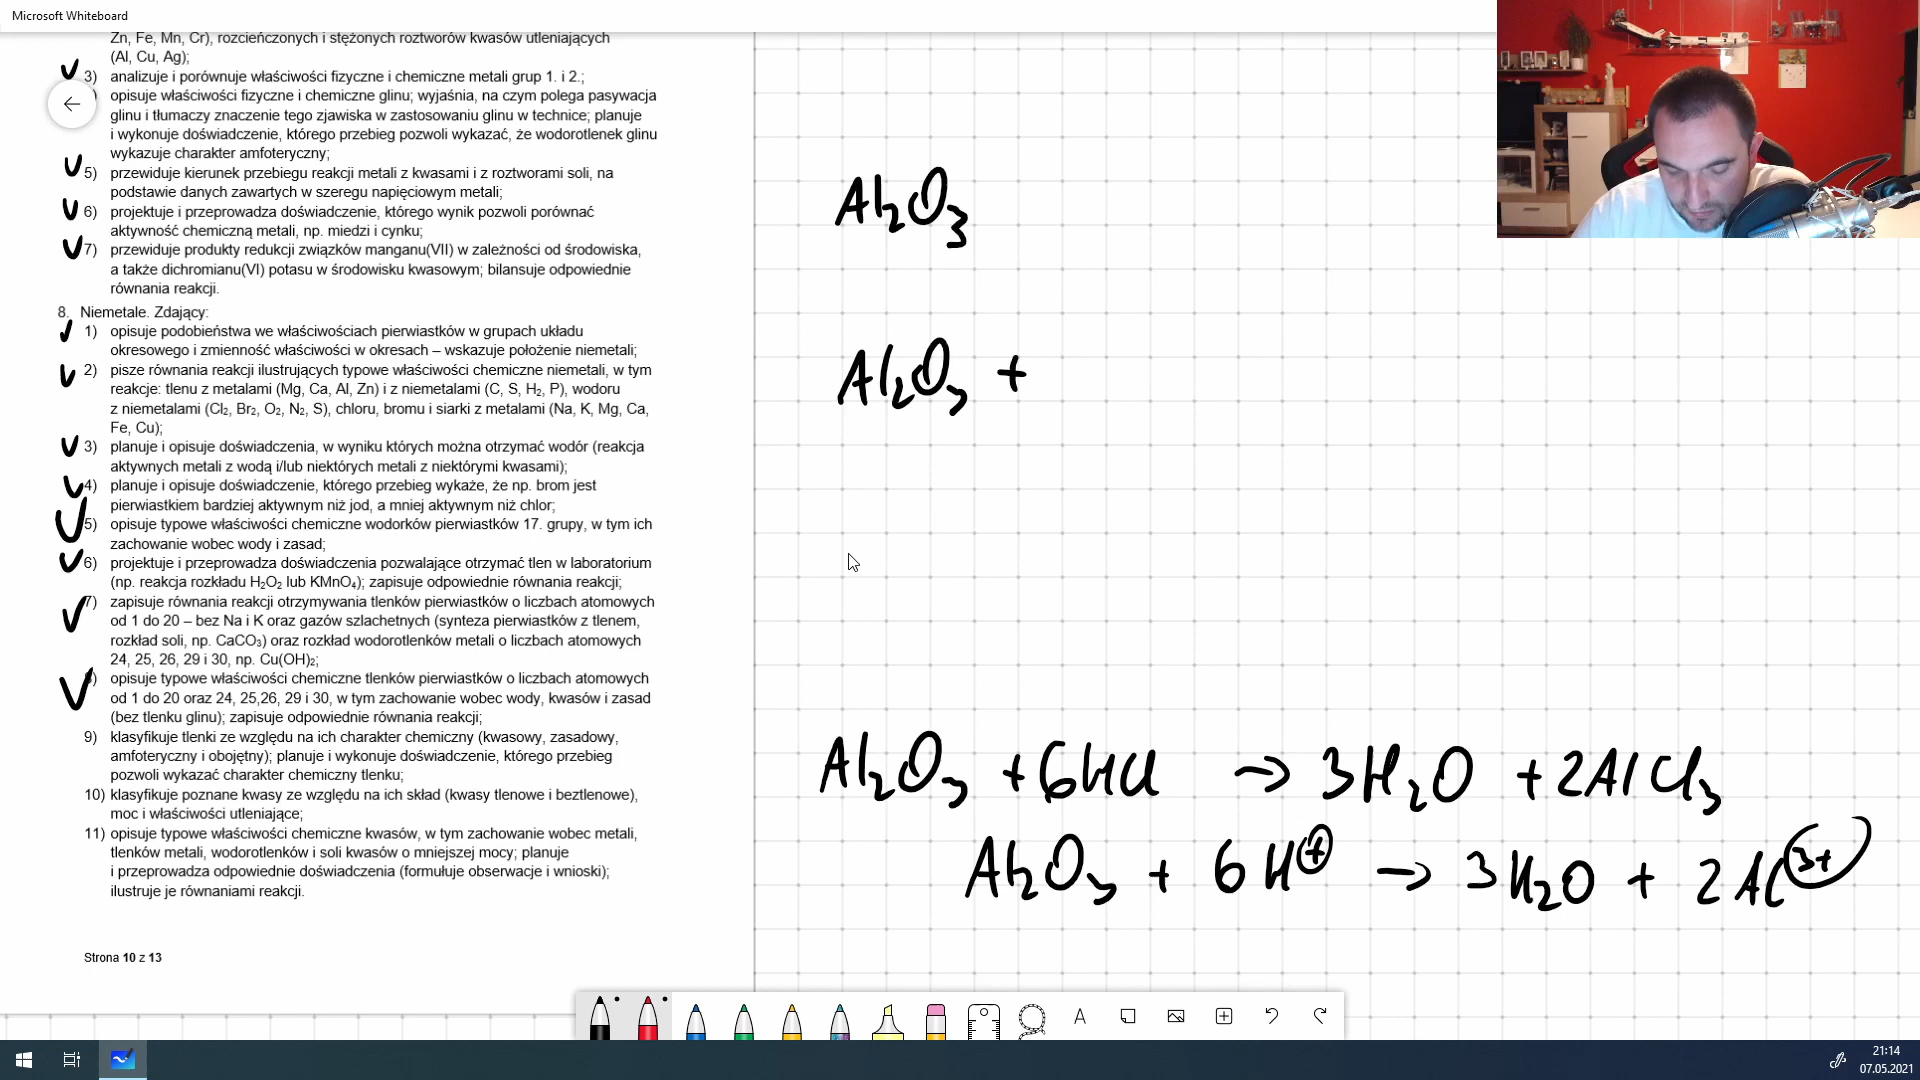 Microsoft Whiteboard
Zn, Fe, Mn, Cr), rozcieńczonych i stężonych roztworów kwasów utleniających
(Al, Cu, Ag);
3) analizuje i porównuje właściwości fizyczne i chemiczne metali grup 1. i 2.;
opisuje właściwości fizyczne i chemiczne glinu; wyjaśnia, na czym polega pasywacja
glinu i tłumaczy znaczenie tego zjawiska w zastosowaniu glinu w technice; planuje
i wykonuje doświadczenie, którego przebieg pozwoli wykazać, że wodorotlenek glinu
wykazuje charakter amfoteryczny;
5) przewiduje kierunek przebiegu reakcji metali z kwasami i z roztworami soli, na
podstawie danych zawartych w szeregu napięciowym metali;
6) projektuje i przeprowadza doświadczenie, którego wynik pozwoli porównać
aktywność chemiczną metali, np. miedzi i cynku;
7) przewiduje produkty redukcji związków manganu(VII) w zależności od środowiska,
a także dichromianu(VI) potasu w środowisku kwasowym; bilansuje odpowiednie
równania reakcji.
8. Niemetale. Zdający:
1) opisuje podobieństwa we właściwościach pierwiastków w grupach układu
okresowego i zmienność właściwości w okresach – wskazuje położenie niemetali;
2) pisze równania reakcji ilustrujących typowe właściwości chemiczne niemetali, w tym
reakcje: tlenu z metalami (Mg, Ca, Al, Zn) i z niemetalami (C, S, H₂, P), wodoru
z niemetalami (Cl₂, Br₂, O₂, N₂, S), chloru, bromu i siarki z metalami (Na, K, Mg, Ca,
Fe, Cu);
3) planuje i opisuje doświadczenia, w wyniku których można otrzymać wodór (reakcja
aktywnych metali z wodą i/lub niektórych metali z niektórymi kwasami);
4) planuje i opisuje doświadczenie, którego przebieg wykaże, że np. brom jest
pierwiastkiem bardziej aktywnym niż jod, a mniej aktywnym niż chlor;
5) opisuje typowe właściwości chemiczne wodorków pierwiastków 17. grupy, w tym ich
zachowanie wobec wody i zasad;
6) projektuje i przeprowadza doświadczenia pozwalające otrzymać tlen w laboratorium
(np. reakcja rozkładu H₂O₂ lub KMnO₄); zapisuje odpowiednie równania reakcji;
7) zapisuje równania reakcji otrzymywania tlenków pierwiastków o liczbach atomowych
od 1 do 20 – bez Na i K oraz gazów szlachetnych (synteza pierwiastków z tlenem,
rozkład soli, np. CaCO₃) oraz rozkład wodorotlenków metali o liczbach atomowych
24, 25, 26, 29 i 30, np. Cu(OH)₂;
8) opisuje typowe właściwości chemiczne tlenków pierwiastków o liczbach atomowych
od 1 do 20 oraz 24, 25,26, 29 i 30, w tym zachowanie wobec wody, kwasów i zasad
(bez tlenku glinu); zapisuje odpowiednie równania reakcji;
9) klasyfikuje tlenki ze względu na ich charakter chemiczny (kwasowy, zasadowy,
amfoteryczny i obojętny); planuje i wykonuje doświadczenie, którego przebieg
pozwoli wykazać charakter chemiczny tlenku;
10) klasyfikuje poznane kwasy ze względu na ich skład (kwasy tlenowe i beztlenowe),
moc i właściwości utleniające;
11) opisuje typowe właściwości chemiczne kwasów, w tym zachowanie wobec metali,
tlenków metali, wodorotlenków i soli kwasów o mniejszej mocy; planuje
i przeprowadza odpowiednie doświadczenia (formułuje obserwacje i wnioski);
ilustruje je równaniami reakcji.
Strona 10 z 13
Al₂O₃
Al₂O₃ +
Al₂O₃ + 6HCl → 3H₂O + 2AlCl₃
Al₂O₃ + 6H⁺ → 3H₂O + 2Al³⁺
21:14
07.05.2021